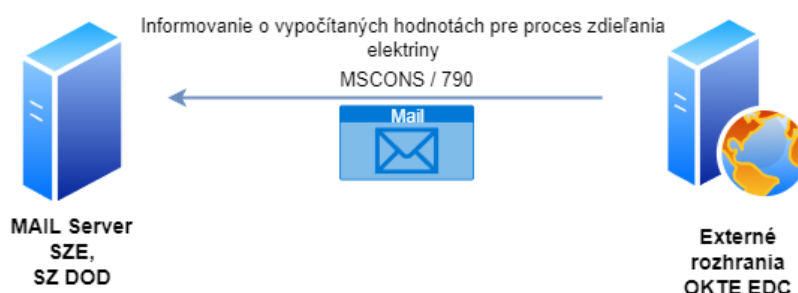 Informovanie o vypočítaných hodnotách pre proces zdieľania
elektriny
MSCONS / 790
Mail
MAIL Server
SZE,
SZ DOD
Externé
rozhrania
OKTE EDC